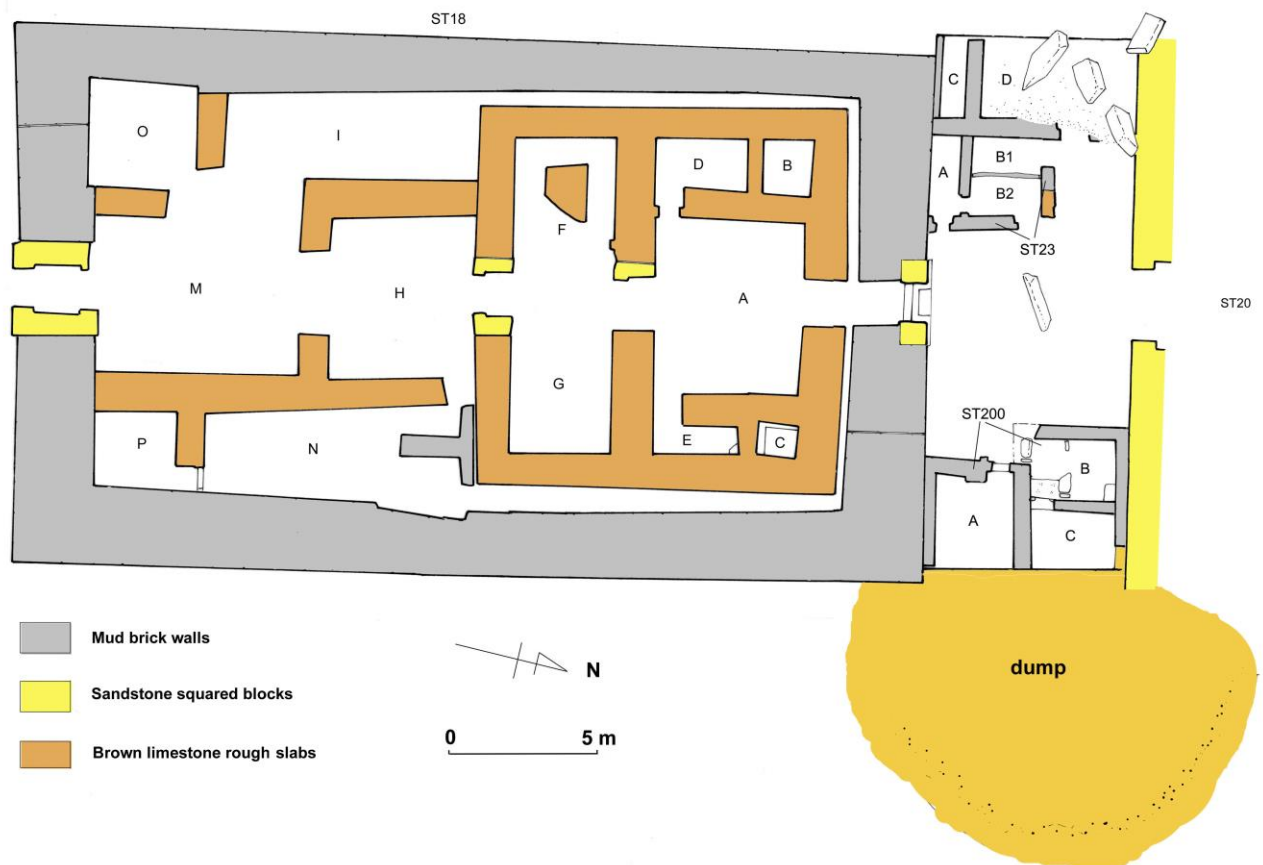 ST18
C
D
O
I
D
B
B1
A
B2
F
ST23
M
H
A
ST20
G
ST200
P
N
E
C
B
A
C
Mud brick walls
N
dump
Sandstone squared blocks
0 5 m
Brown limestone rough slabs